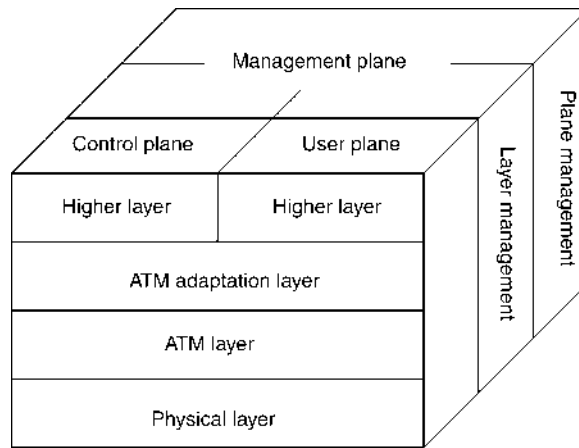 Management plane
Control plane
User plane
Higher layer
Higher layer
ATM adaptation layer
ATM layer
Physical layer
Layer management
Plane management